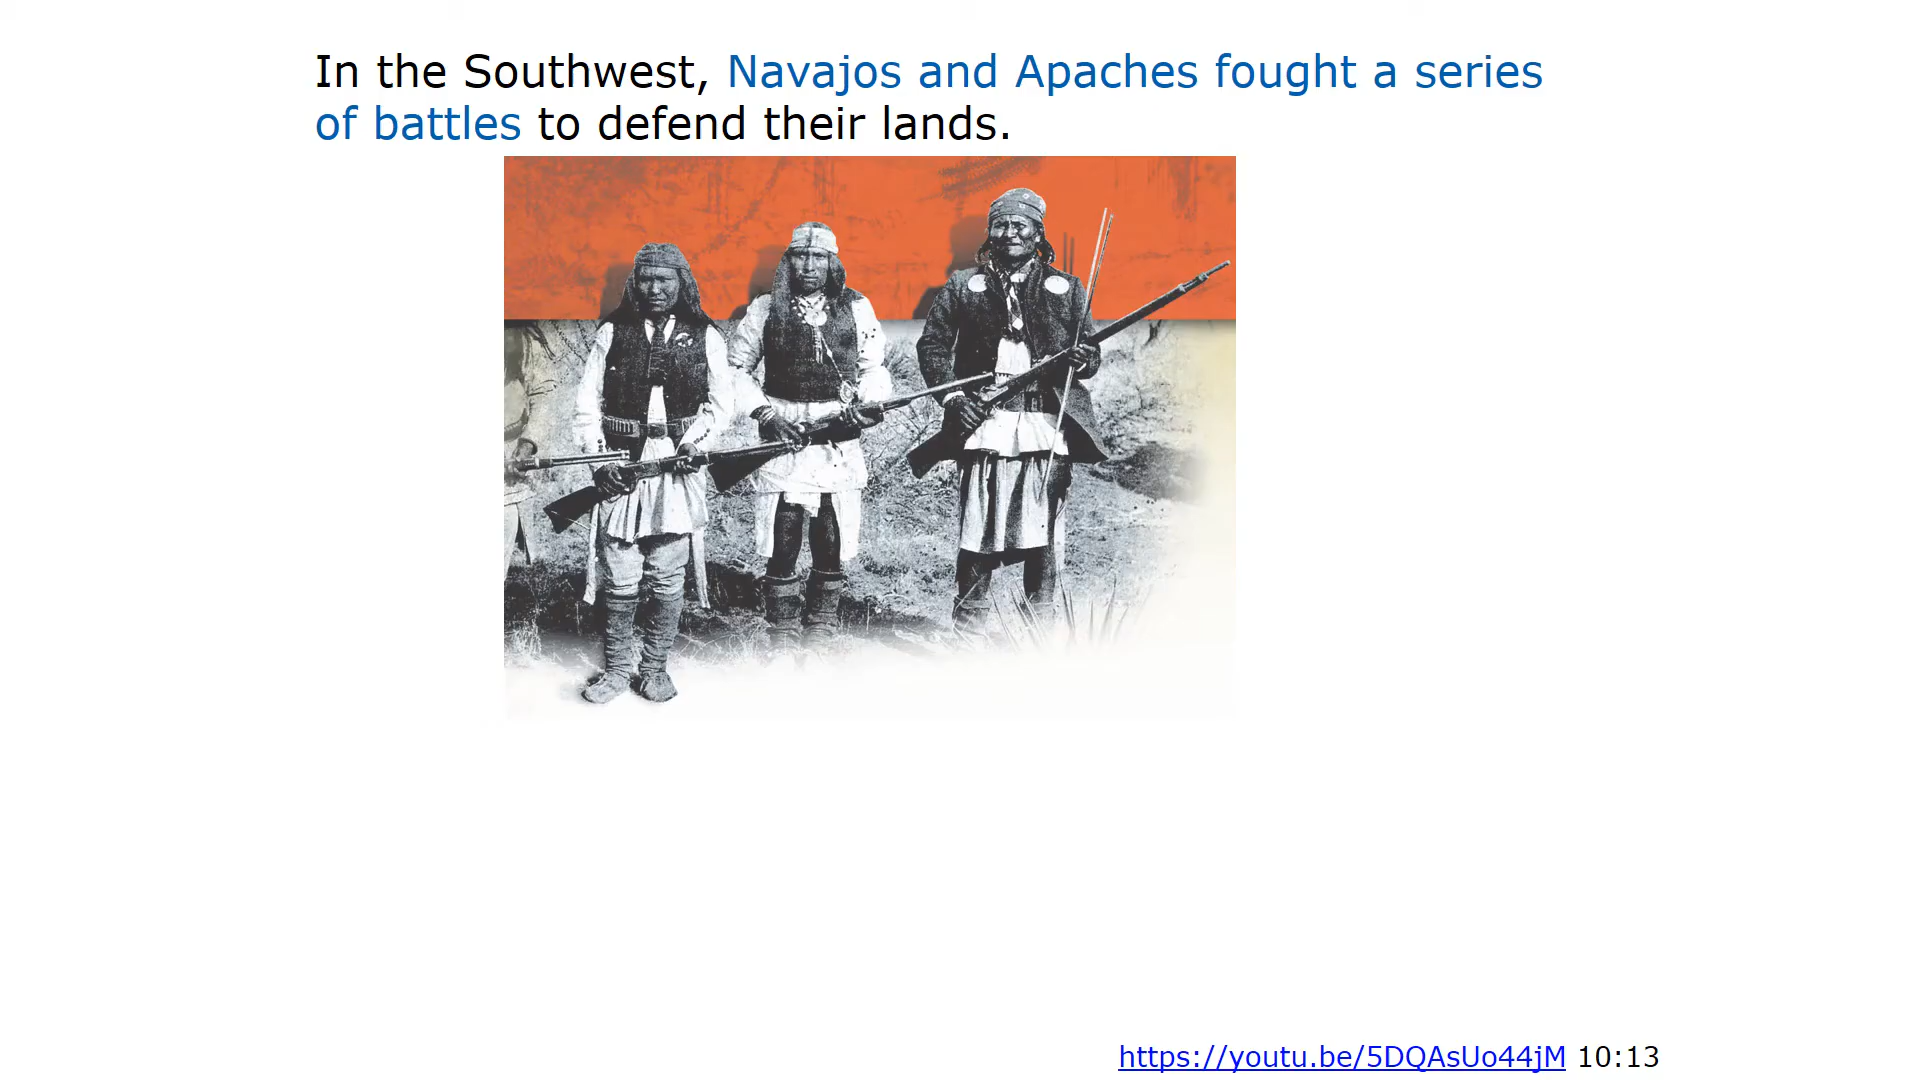 In the Southwest, Navajos and Apaches fought a series
of battles to defend their lands.
https://youtu.be/5DQAsUo44jM 10:13